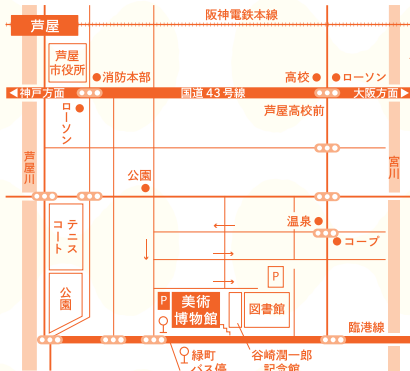 阪神電鉄本線
芦屋
芦屋
市役所
消防本部
高校
ローソン
神戸方面
国道43号線
大阪方面
ローソン
芦屋高校前
芦屋川
宮川
公園
テニス
コート
温泉
コープ
公園
P
P
美術
博物館
図書館
臨港線
緑町
バス停
谷崎潤一郎
記念館